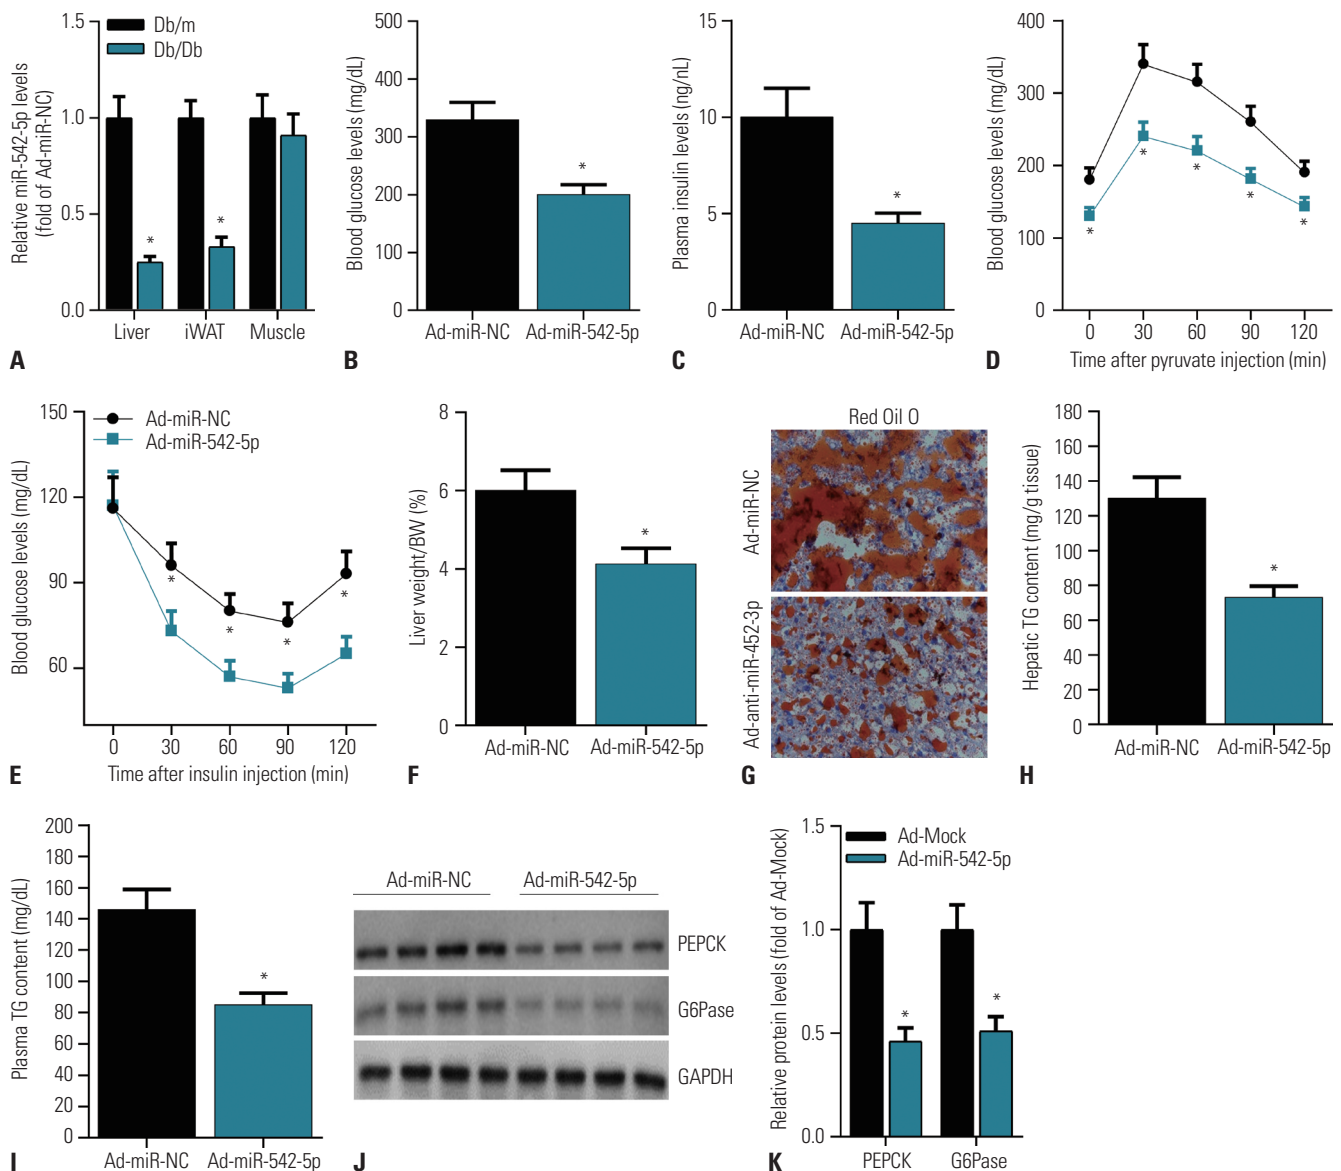 Relative miR-542-5p levels
(fold of Ad-miR-NC)
1.5
1.0
0.5
0.0
Db/m
Db/Db
*
*
Liver
iWAT
Muscle
A
Blood glucose levels (mg/dL)
500
400
300
200
100
0
*
Ad-miR-NC
Ad-miR-542-5p
B
Plasma insulin levels (ng/nL)
15
10
5
0
*
Ad-miR-NC
Ad-miR-542-5p
C
Blood glucose levels (mg/dL)
400
300
200
100
0
*
*
*
*
*
0
30
60
90
120
Time after pyruvate injection (min)
D
Blood glucose levels (mg/dL)
150
120
90
60
Ad-miR-NC
Ad-miR-542-5p
*
*
*
*
0
30
60
90
120
Time after insulin injection (min)
E
Liver weight/BW (%)
8
6
4
2
0
*
Ad-miR-NC
Ad-miR-542-5p
F
Red Oil O
Ad-miR-NC
Ad-anti-miR-452-3p
G
Hepatic TG content (mg/g tissue)
180
160
140
120
100
80
60
40
20
0
*
Ad-miR-NC
Ad-miR-542-5p
H
Plasma TG content (mg/dL)
200
180
160
140
120
100
80
60
40
20
0
*
Ad-miR-NC
Ad-miR-542-5p
I
Ad-miR-NC
Ad-miR-542-5p
PEPCK
G6Pase
GAPDH
J
Relative protein levels (fold of Ad-Mock)
1.5
1.0
0.5
0.0
Ad-Mock
Ad-miR-542-5p
*
*
PEPCK
G6Pase
K